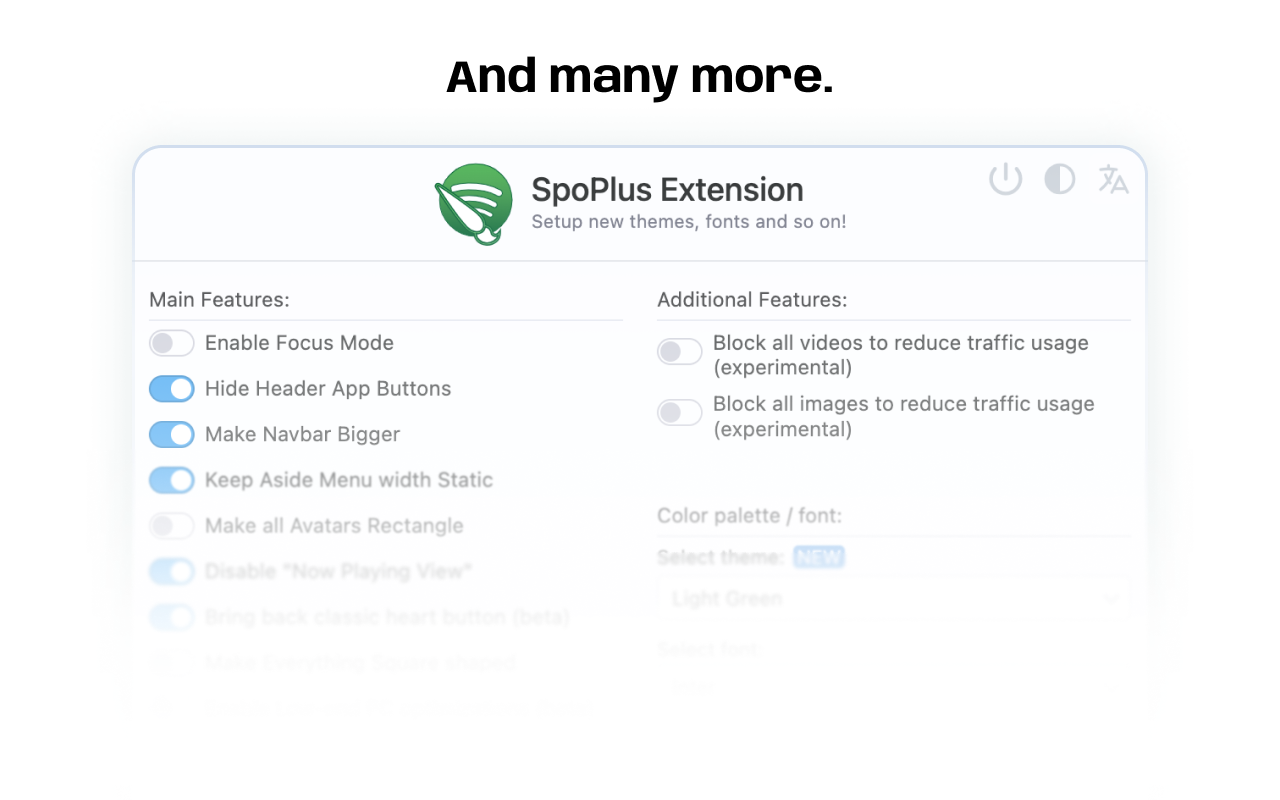 And many more.
SpoPlus Extension
Setup new themes, fonts and so on!
Main Features:
Enable Focus Mode
Hide Header App Buttons
Make Navbar Bigger
Keep Aside Menu width Static
Make all Avatars Rectangle
Disable "Now Playing View"
Bring back classic heart button (beta)
Make Everything Square shaped
Additional Features:
Block all videos to reduce traffic usage
(experimental)
Block all images to reduce traffic usage
(experimental)
Color palette / font:
Select theme: NEW
Light Green
Select font: